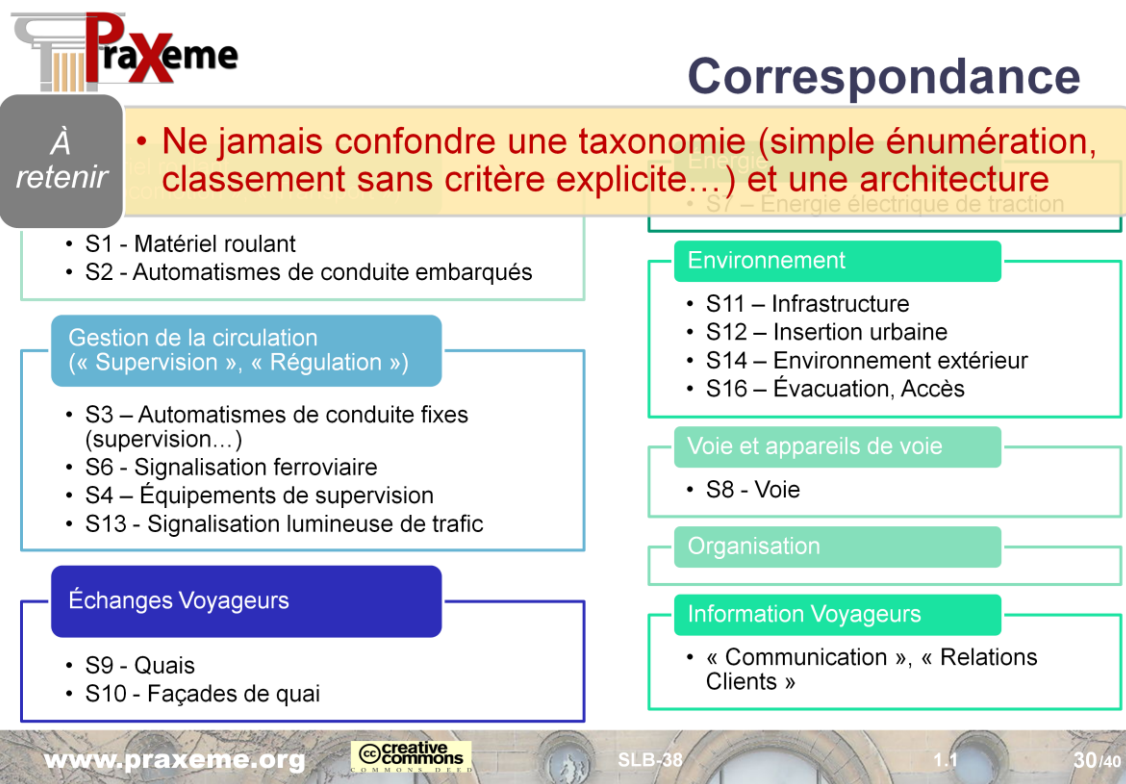 PraXeme
Correspondance
À
retenir
• Ne jamais confondre une taxonomie (simple énumération,
classement sans critère explicite…) et une architecture
• S1 - Matériel roulant
• S2 - Automatismes de conduite embarqués
Gestion de la circulation
(« Supervision », « Régulation »)
• S3 – Automatismes de conduite fixes
(supervision…)
• S6 - Signalisation ferroviaire
• S4 – Équipements de supervision
• S13 - Signalisation lumineuse de trafic
Échanges Voyageurs
• S9 - Quais
• S10 - Façades de quai
Energie
• S7 – Energie électrique de traction
Environnement
• S11 – Infrastructure
• S12 – Insertion urbaine
• S14 – Environnement extérieur
• S16 – Évacuation, Accès
Voie et appareils de voie
• S8 - Voie
Organisation
Information Voyageurs
• « Communication », « Relations
Clients »
www.praxeme.org
cc creative
commons
COMMONS DEED
SLB-38
1.1
30/40